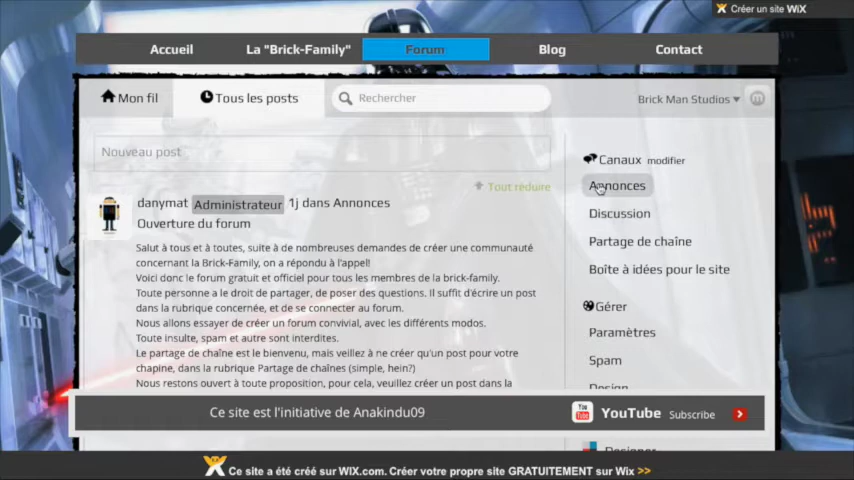 Créer un site WiX
Accueil La "Brick-Family" Forum Blog Contact
Mon fil Tous les posts Rechercher Brick Man Studios
Nouveau post
Tout réduire
danymat Administrateur 1j dans Annonces
Ouverture du forum
Salut à tous et à toutes, suite à de nombreuses demandes de créer une communauté
concernant la Brick-Family, on a répondu à l'appel!
Voici donc le forum gratuit et officiel pour tous les membres de la brick-family.
Toute personne a le droit de partager, de poser des questions. Il suffit d'écrire un post
dans la rubrique concernée, et de se connecter au forum.
Nous allons essayer de créer un forum convivial, avec les différents modos.
Toute insulte, spam et autre sont interdites.
Le partage de chaîne est le bienvenu, mais veillez à ne créer qu'un post pour votre
chapine, dans la rubrique Partage de chaînes (simple, hein?)
Nous restons ouvert à toute proposition, pour cela, veuillez créer un post dans la
Canaux modifier
Annonces
Discussion
Partage de chaîne
Boîte à idées pour le site
Gérer
Paramètres
Spam
Design
Ce site est l'initiative de Anakindu09 You Tube YouTube Subscribe
Designer
WiX Ce site a été créé sur WIX.com. Créer votre propre site GRATUITEMENT sur Wix >>